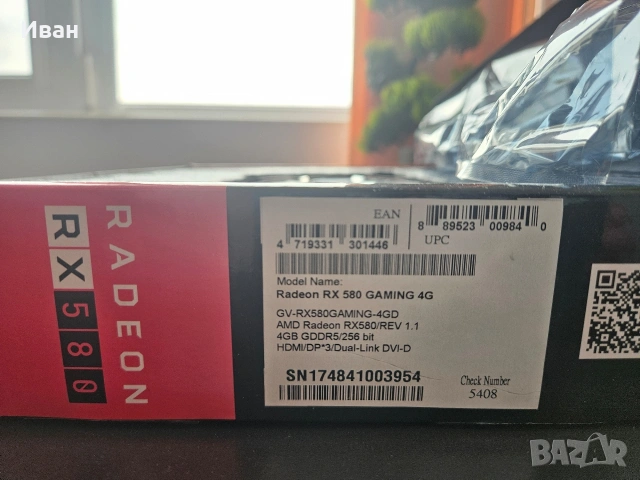 Иван
RADEON
RX 580
EAN
4 719331 301446
8 89523 00984 0
UPC
Model Name:
Radeon RX 580 GAMING 4G
GV-RX580GAMING-4GD
AMD Radeon RX580/REV 1.1
4GB GDDR5/256 bit
HDMI/DP*3/Dual-Link DVI-D
SN174841003954
Check Number
5408
BAZAR